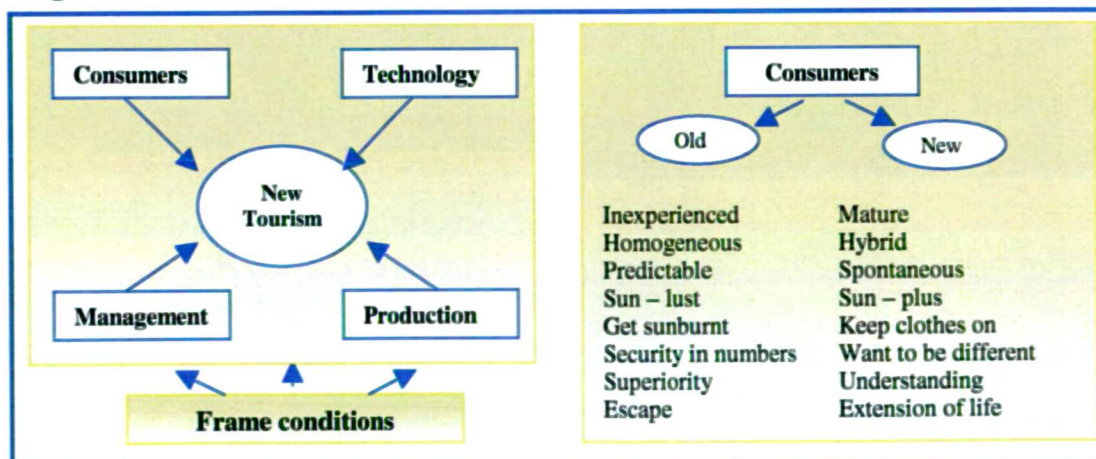 Consumers
Technology
New
Tourism
Management
Production
Frame conditions
Consumers
Old
New
Inexperienced
Homogeneous
Predictable
Sun – lust
Get sunburnt
Security in numbers
Superiority
Escape
Mature
Hybrid
Spontaneous
Sun – plus
Keep clothes on
Want to be different
Understanding
Extension of life